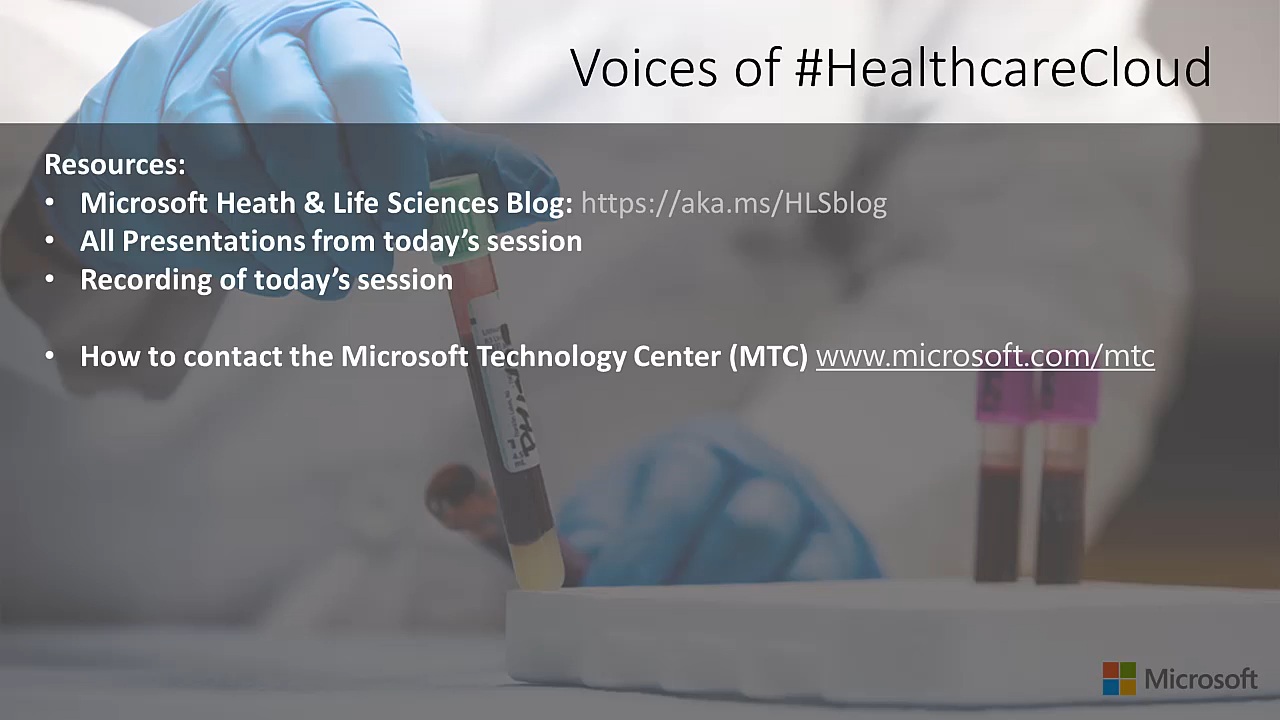 Voices of #HealthcareCloud
Resources:
• Microsoft Heath & Life Sciences Blog: https://aka.ms/HLSblog
• All Presentations from today’s session
• Recording of today’s session
• How to contact the Microsoft Technology Center (MTC) www.microsoft.com/mtc
Microsoft